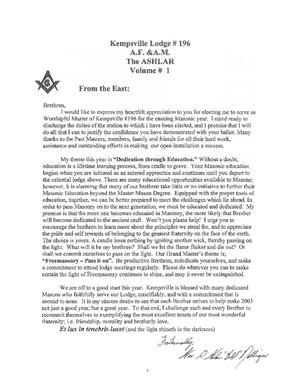 Kempsville Lodge # 196
A.F. &A.M.
The ASHLAR
Volume # 1
From the East:
Brethren,
I would like to express my heartfelt appreciation to you for electing me to serve as
Worshipful Master of Kempsville #196 for the ensuing Masonic year. I stand ready to
discharge the duties of the station to which I have been elected, and I promise that I will
do all that I can to justify the confidence you have demonstrated with your ballot. Many
thanks to the Past Masters, members, family and friends for all their hard work,
assistance and outstanding efforts in making our open installation a success.
My theme this year is "Dedication through Education." Without a doubt,
education is a lifetime learning process, from cradle to grave. Your Masonic education
begins when you are initiated as an entered apprentice and continues until you depart to
the celestial lodge above. There are many educational opportunities available to Masons;
however, it is alarming that many of our brethren take little or no initiative to further their
Masonic Education beyond the Master Mason Degree. Equipped with the proper tools of
education, together, we can be better prepared to meet the challenges which lie ahead. In
order to pass Masonry on to the next generation, we must be educated and dedicated. My
premise is that the more one becomes educated in Masonry, the more likely that Brother
will become dedicated to the ancient craft. Won't you please help? I urge you to
encourage the brethren to learn more about the principles we stand for, and to appreciate
the pride and self rewards of belonging to the greatest fraternity on the face of the earth.
The choice is yours. A candle loses nothing by igniting another wick, thereby passing on
the light. What will it be my brethren? Shall we let the flame flicker and die out? Or
shall we commit ourselves to pass on the light. Our Grand Master's theme is;
"Freemasonry – Pass it on". Be productive Brethren, rededicate yourselves, and make a
commitment to attend lodge meetings regularly. Please do whatever you can to make
certain the light of Freemasonry continues to shine, and may it never be extinguished.
We are off to a good start this year. Kempsville is blessed with many dedicated
Masons who faithfully serve our Lodge, unselfishly, and with a commitment that is
second to none. It is my sincere desire to see that each Brother strives to help make 2003
not just a good year, but a great year. To that end, I challenge each and every Brother to
recommit themselves to exemplifying the most excellent tenets of our most wonderful
fraternity; i.e. friendship, morality and brotherly love.
Et lux in tenebris lucet (and the light shineth in the darkness)
Fraternally,
1